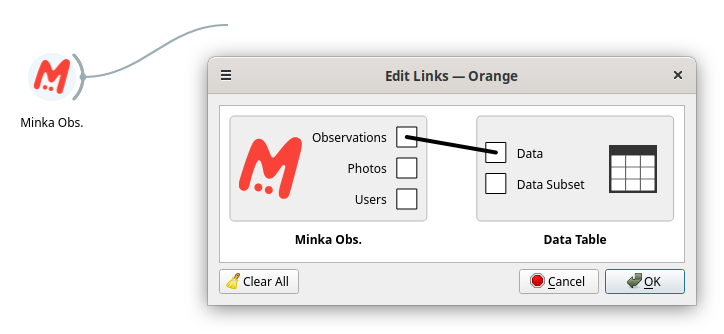 Minka Obs.
Edit Links — Orange
Observations
Photos
Users
Data
Data Subset
Minka Obs.
Data Table
Clear All
Cancel
OK